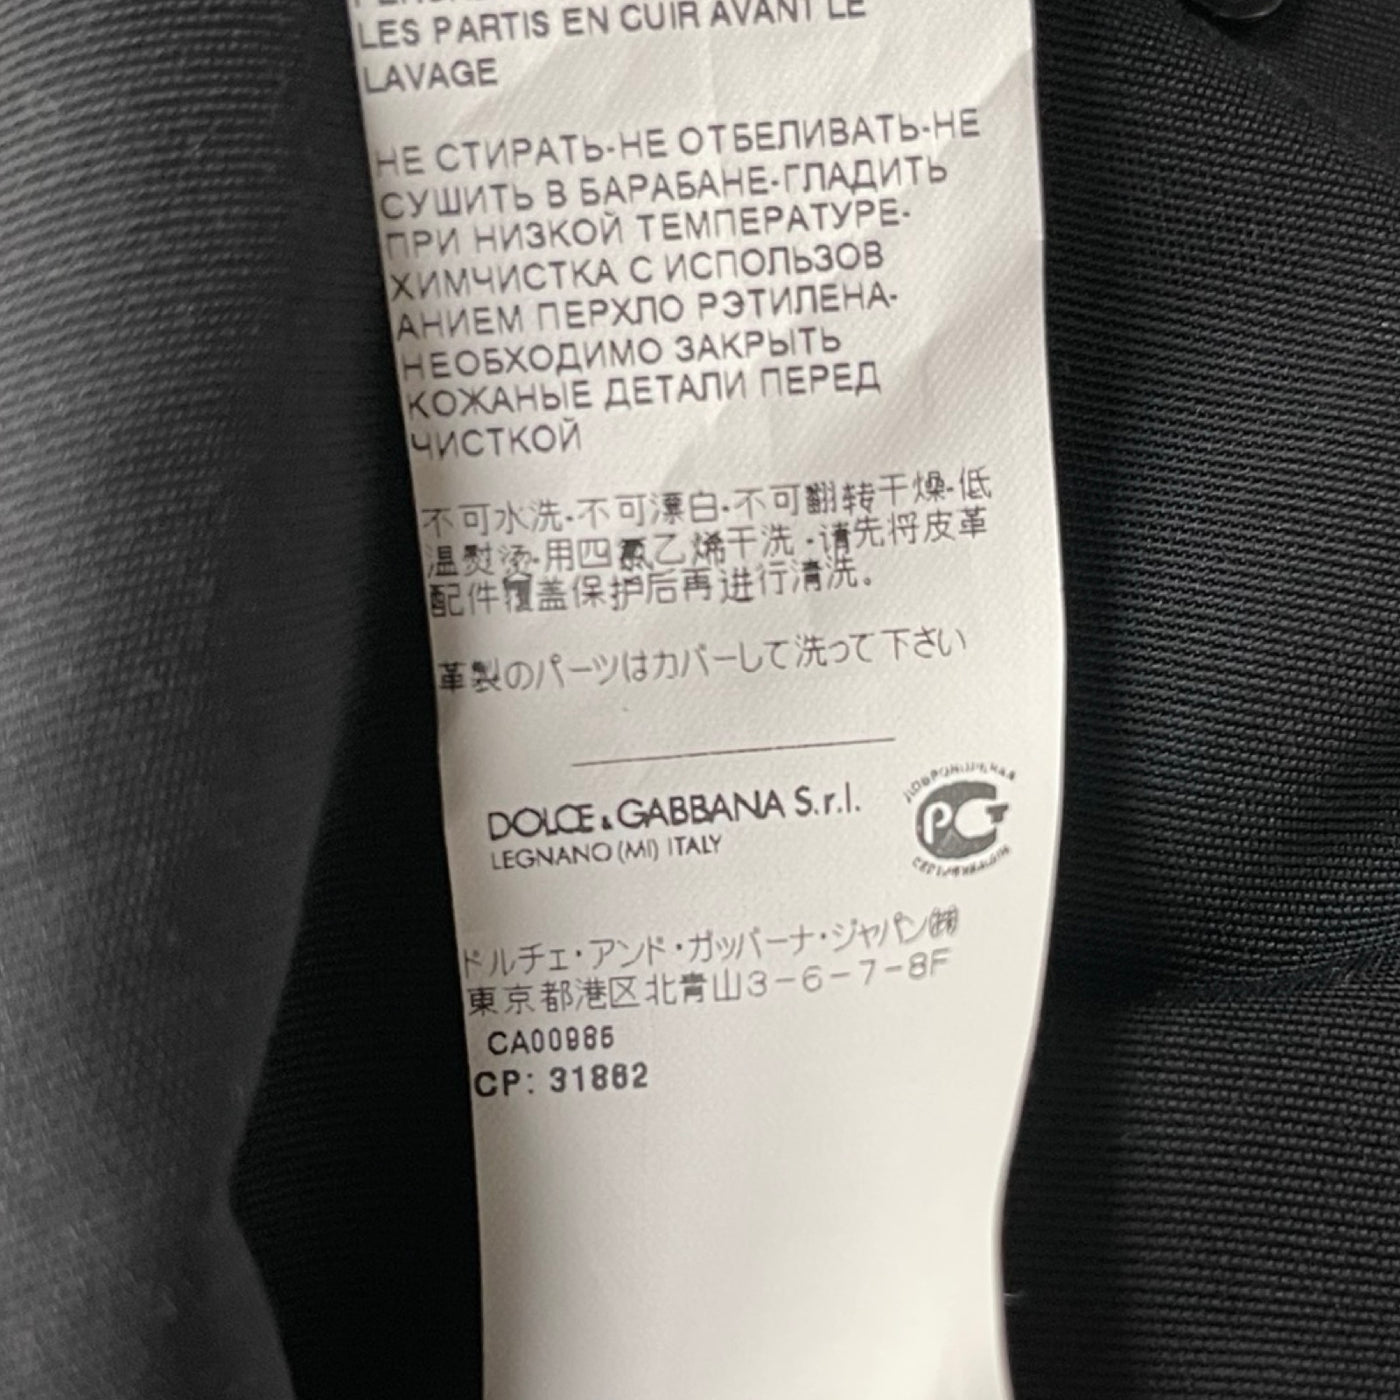 LES PARTIS EN CUIR AVANT LE
LAVAGE
НЕ СТИРАТЬ-НЕ ОТБЕЛИВАТЬ-НЕ
СУШИТЬ В БАРАБАНЕ-ГЛАДИТЬ
ПРИ НИЗКОЙ ТЕМПЕРАТУРЕ-
ХИМЧИСТКА С ИСПОЛЬЗОВ
АНИЕМ ПЕРХЛО РЭТИЛЕНА-
НЕОБХОДИМО ЗАКРЫТЬ
КОЖАНЫЕ ДЕТАЛИ ПЕРЕД
ЧИСТКОЙ
不可水洗-不可漂白-不可翻转干燥-低
温熨烫-用四氯乙烯干洗-请先将皮革
配件覆盖保护后再进行清洗。
革製のパーツはカバーして洗って下さい
DOLCE & GABBANA S.r.l.
LEGNANO (MI) ITALY
РСТ
ドルチェ・アンド・ガッバーナ・ジャパン㈱
東京都港区北青山3-6-7-8F
CA00986
CP: 31862